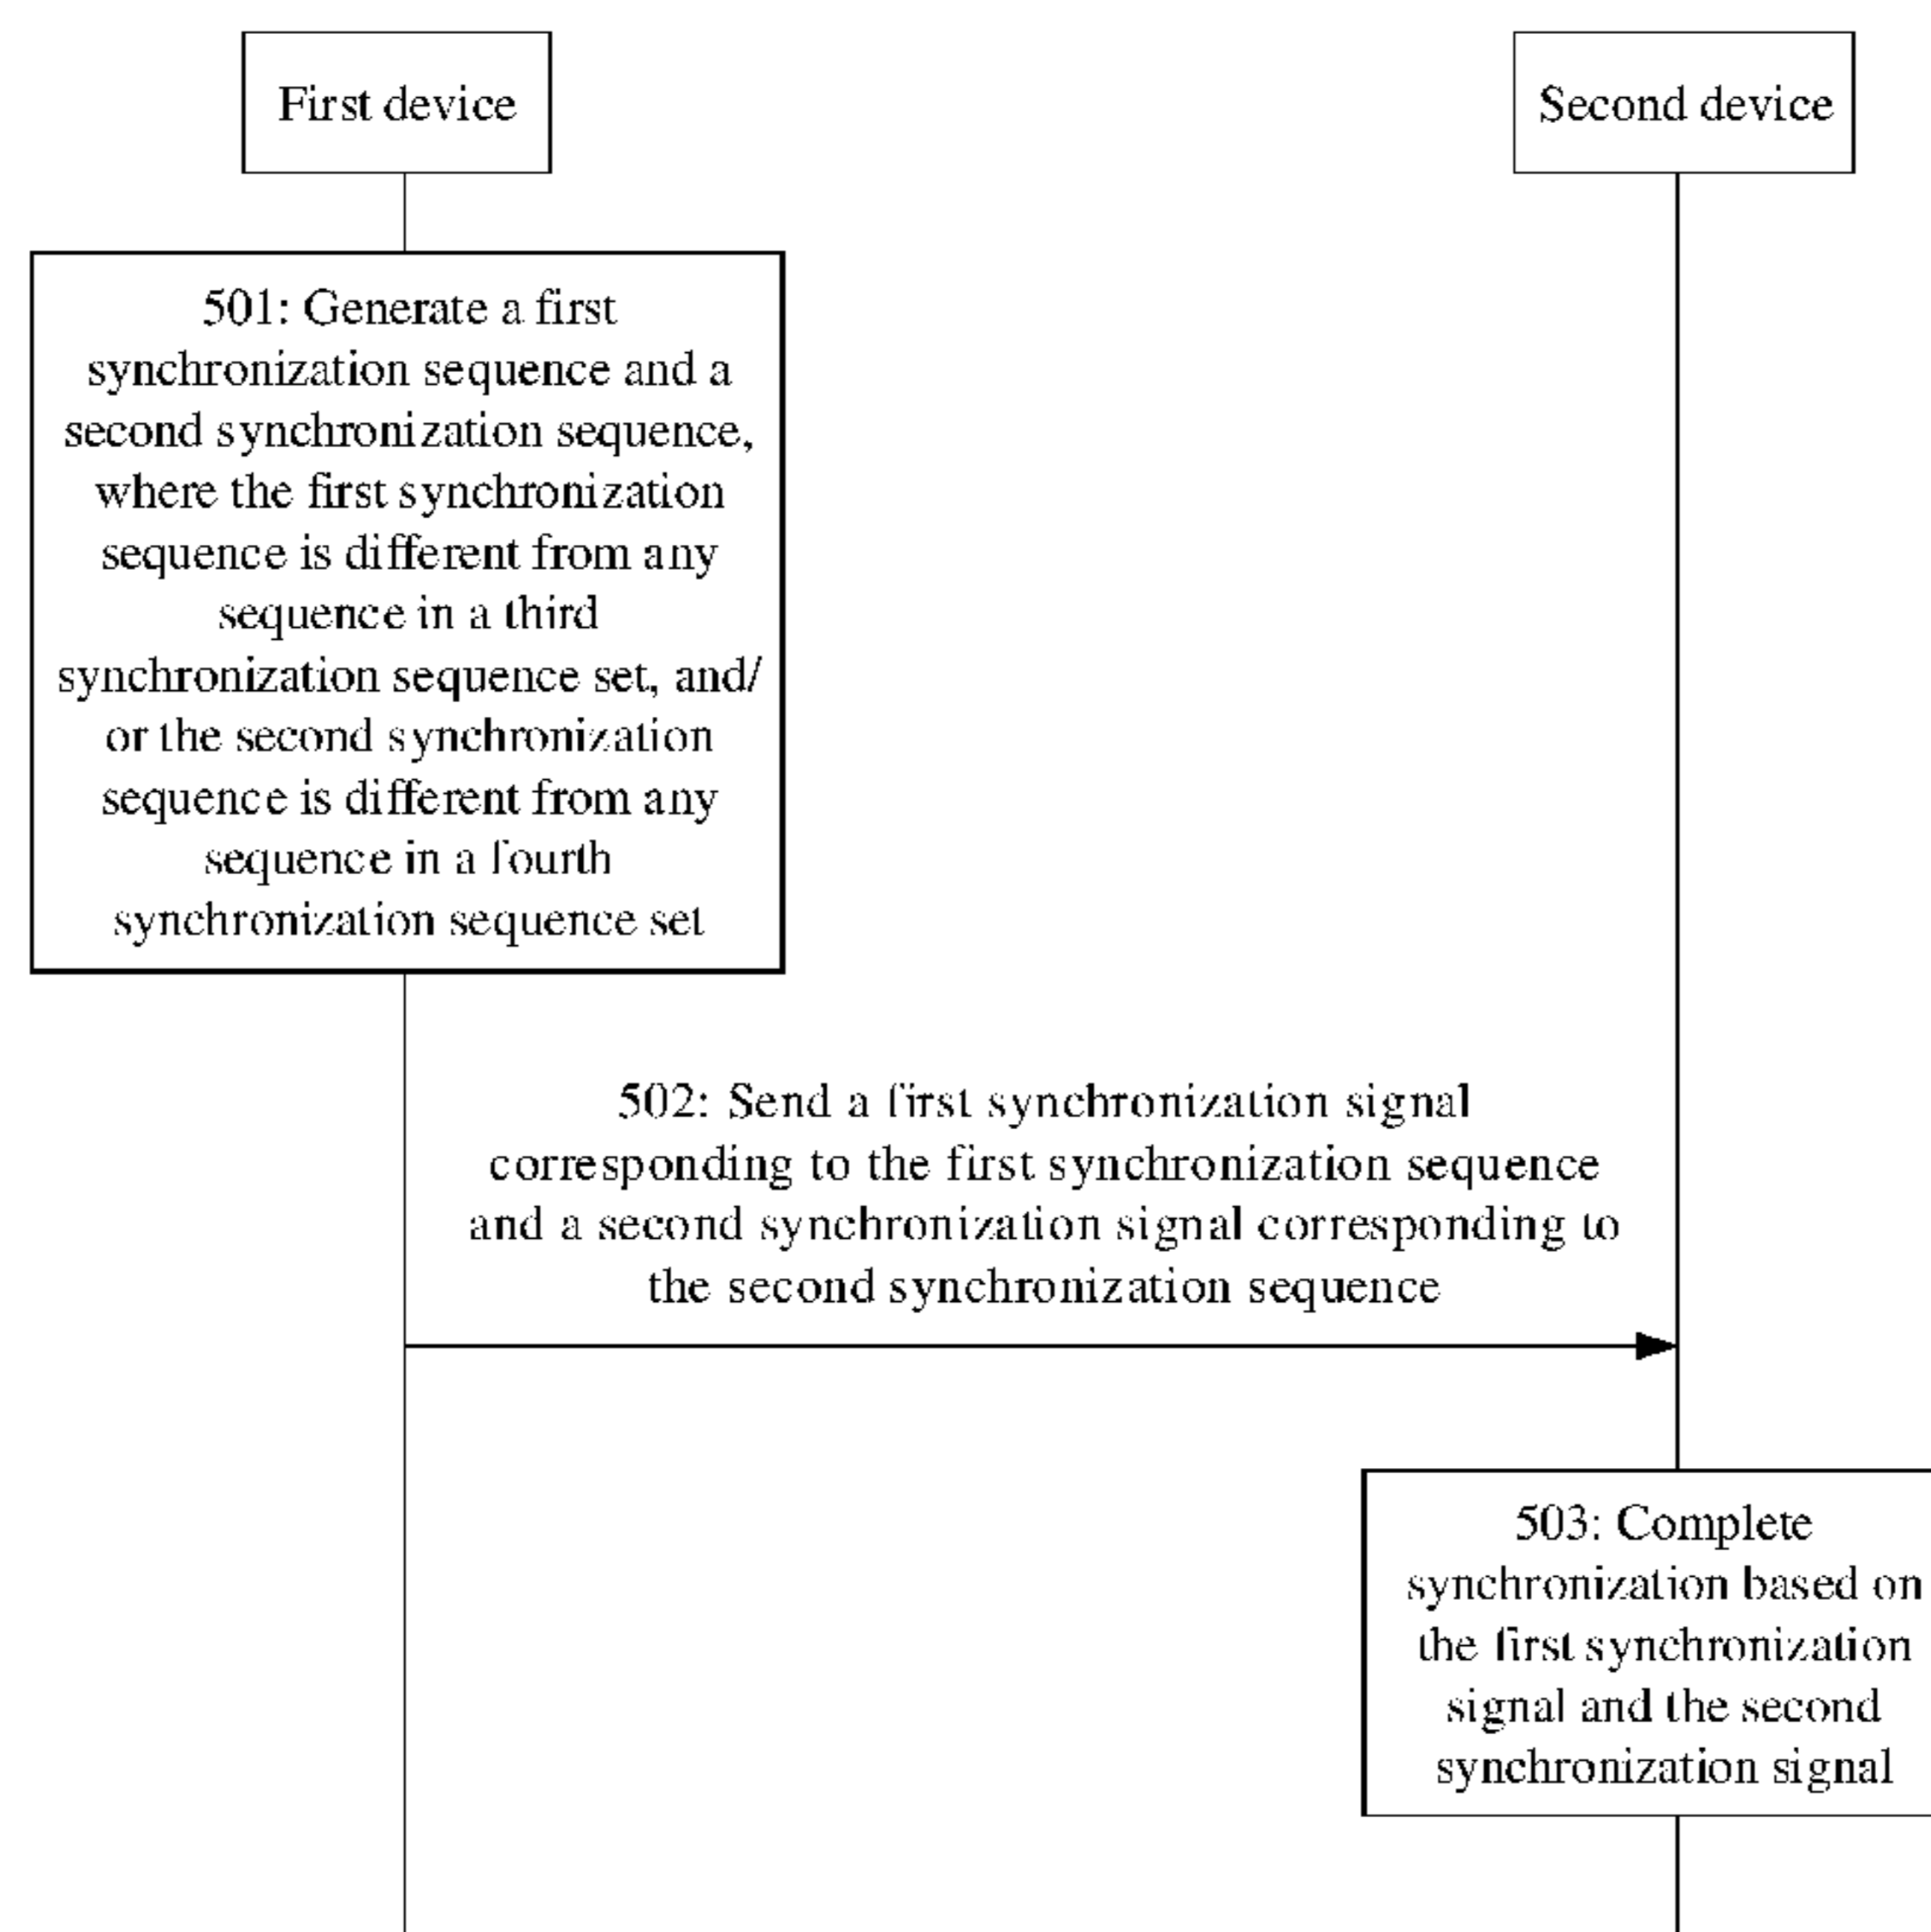 First device
Second device
501: Generate a first
synchronization sequence and a
second synchronization sequence,
where the first synchronization
sequence is different from any
sequence in a third
synchronization sequence set, and/
or the second synchronization
sequence is different from any
sequence in a fourth
synchronization sequence set
502: Send a first synchronization signal
corresponding to the first synchronization sequence
and a second synchronization signal corresponding to
the second synchronization sequence
503: Complete
synchronization based on
the first synchronization
signal and the second
synchronization signal